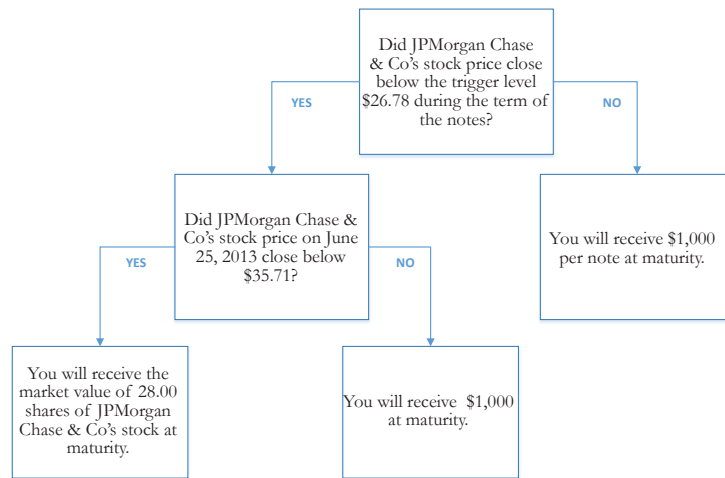 Did JPMorgan Chase
& Co's stock price close
below the trigger level
$26.78 during the term of
the notes?
YES
NO
Did JPMorgan Chase &
Co's stock price on June
25, 2013 close below
$35.71?
You will receive $1,000
per note at maturity.
YES
NO
You will receive the
market value of 28.00
shares of JPMorgan
Chase & Co's stock at
maturity.
You will receive $1,000
at maturity.